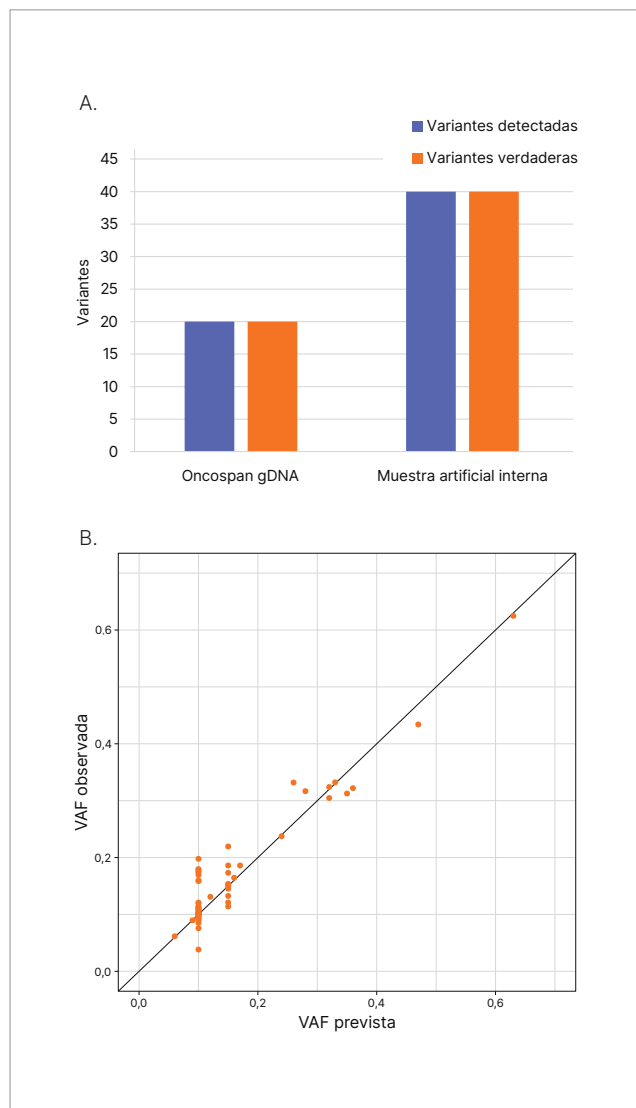 A.
Variantes detectadas
Variantes verdaderas
45
40
35
30
25
20
15
10
5
0
Variantes
Oncospan gDNA
Muestra artificial interna
B.
0,6
0,4
0,2
0,0
VAF observada
0,0
0,2
0,4
0,6
VAF prevista